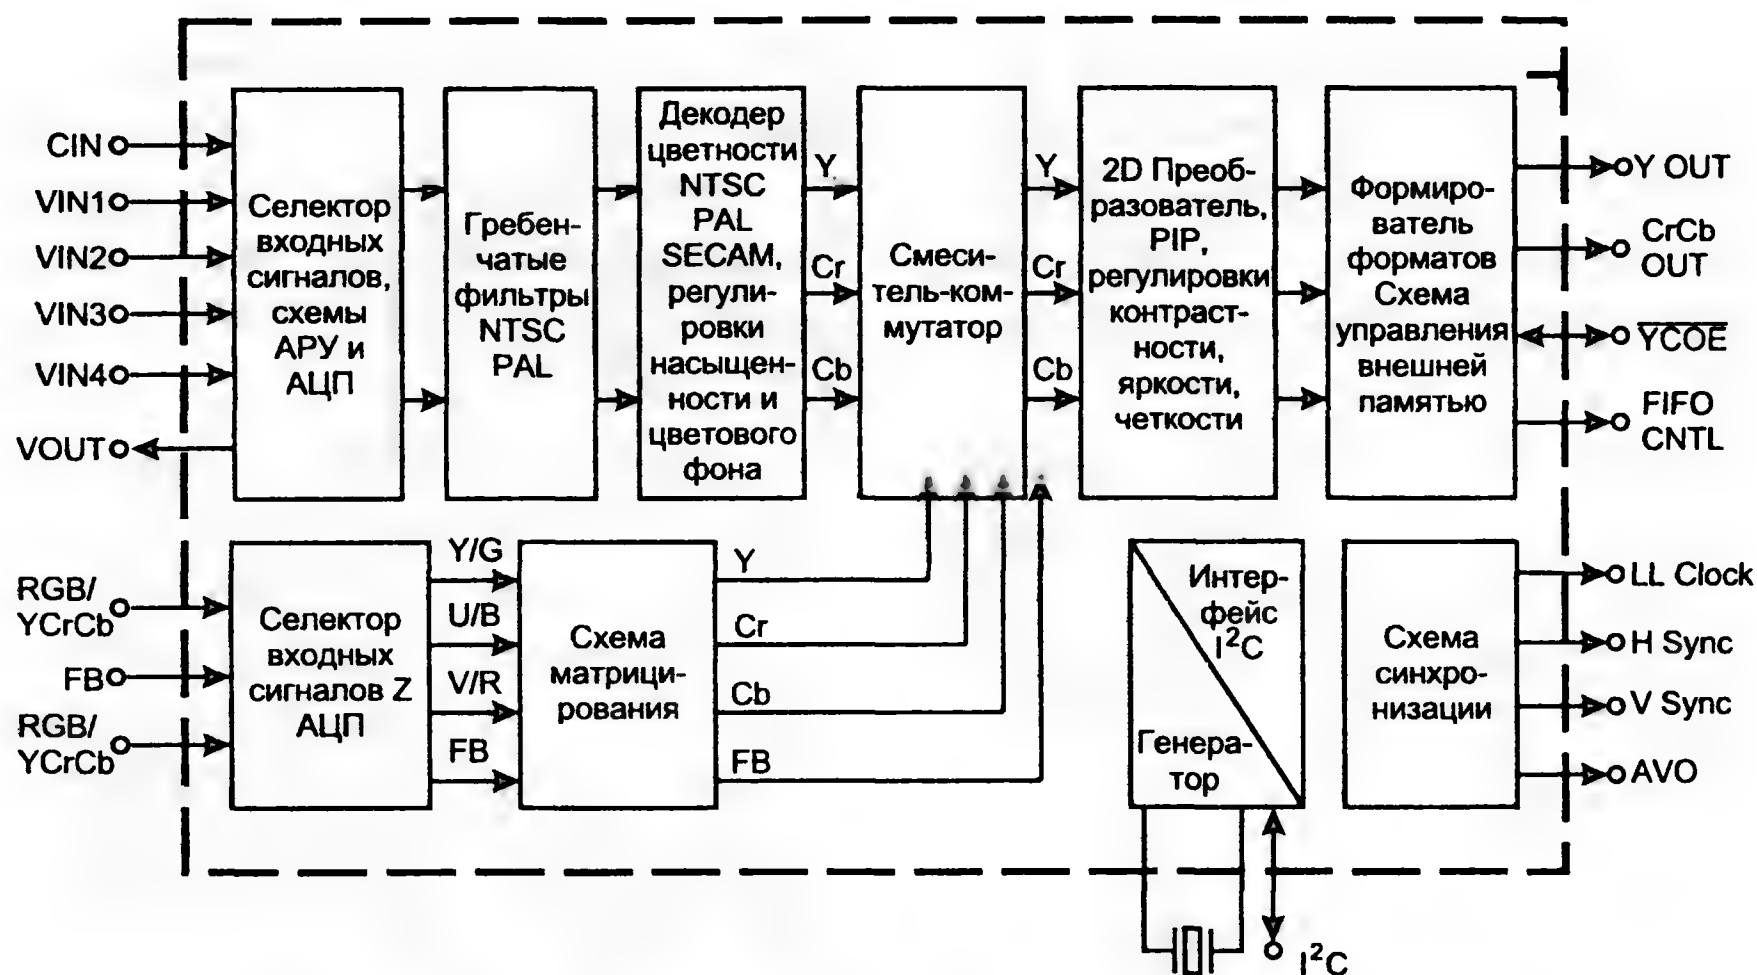 CIN
VIN1
VIN2
VIN3
VIN4
VOUT
Селектор
входных
сигналов,
схемы
АРУ и
АЦП
Гребен-
чатые
фильтры
NTSC
PAL
Декодер
цветности
NTSC
PAL
SECAM,
регули-
ровки
насыщен-
ности и
цветового
фона
Y
Cr
Cb
Смеси-
тель-ком-
мутатор
Y
Cr
Cb
2D Преоб-
разователь,
PIP,
регулировки
контраст-
ности,
яркости,
четкости
Формиро-
ватель
форматов
Схема
управления
внешней
памятью
Y OUT
CrCb
OUT
YCOE
FIFO
CNTL
RGB/
YCrCb
FB
RGB/
YCrCb
Селектор
входных
сигналов Z
АЦП
Y/G
U/B
V/R
FB
Схема
матрици-
рования
Y
Cr
Cb
FB
Интер-
фейс
I²C
Генера-
тор
I²C
Схема
синхро-
низации
LL Clock
H Sync
V Sync
AVO